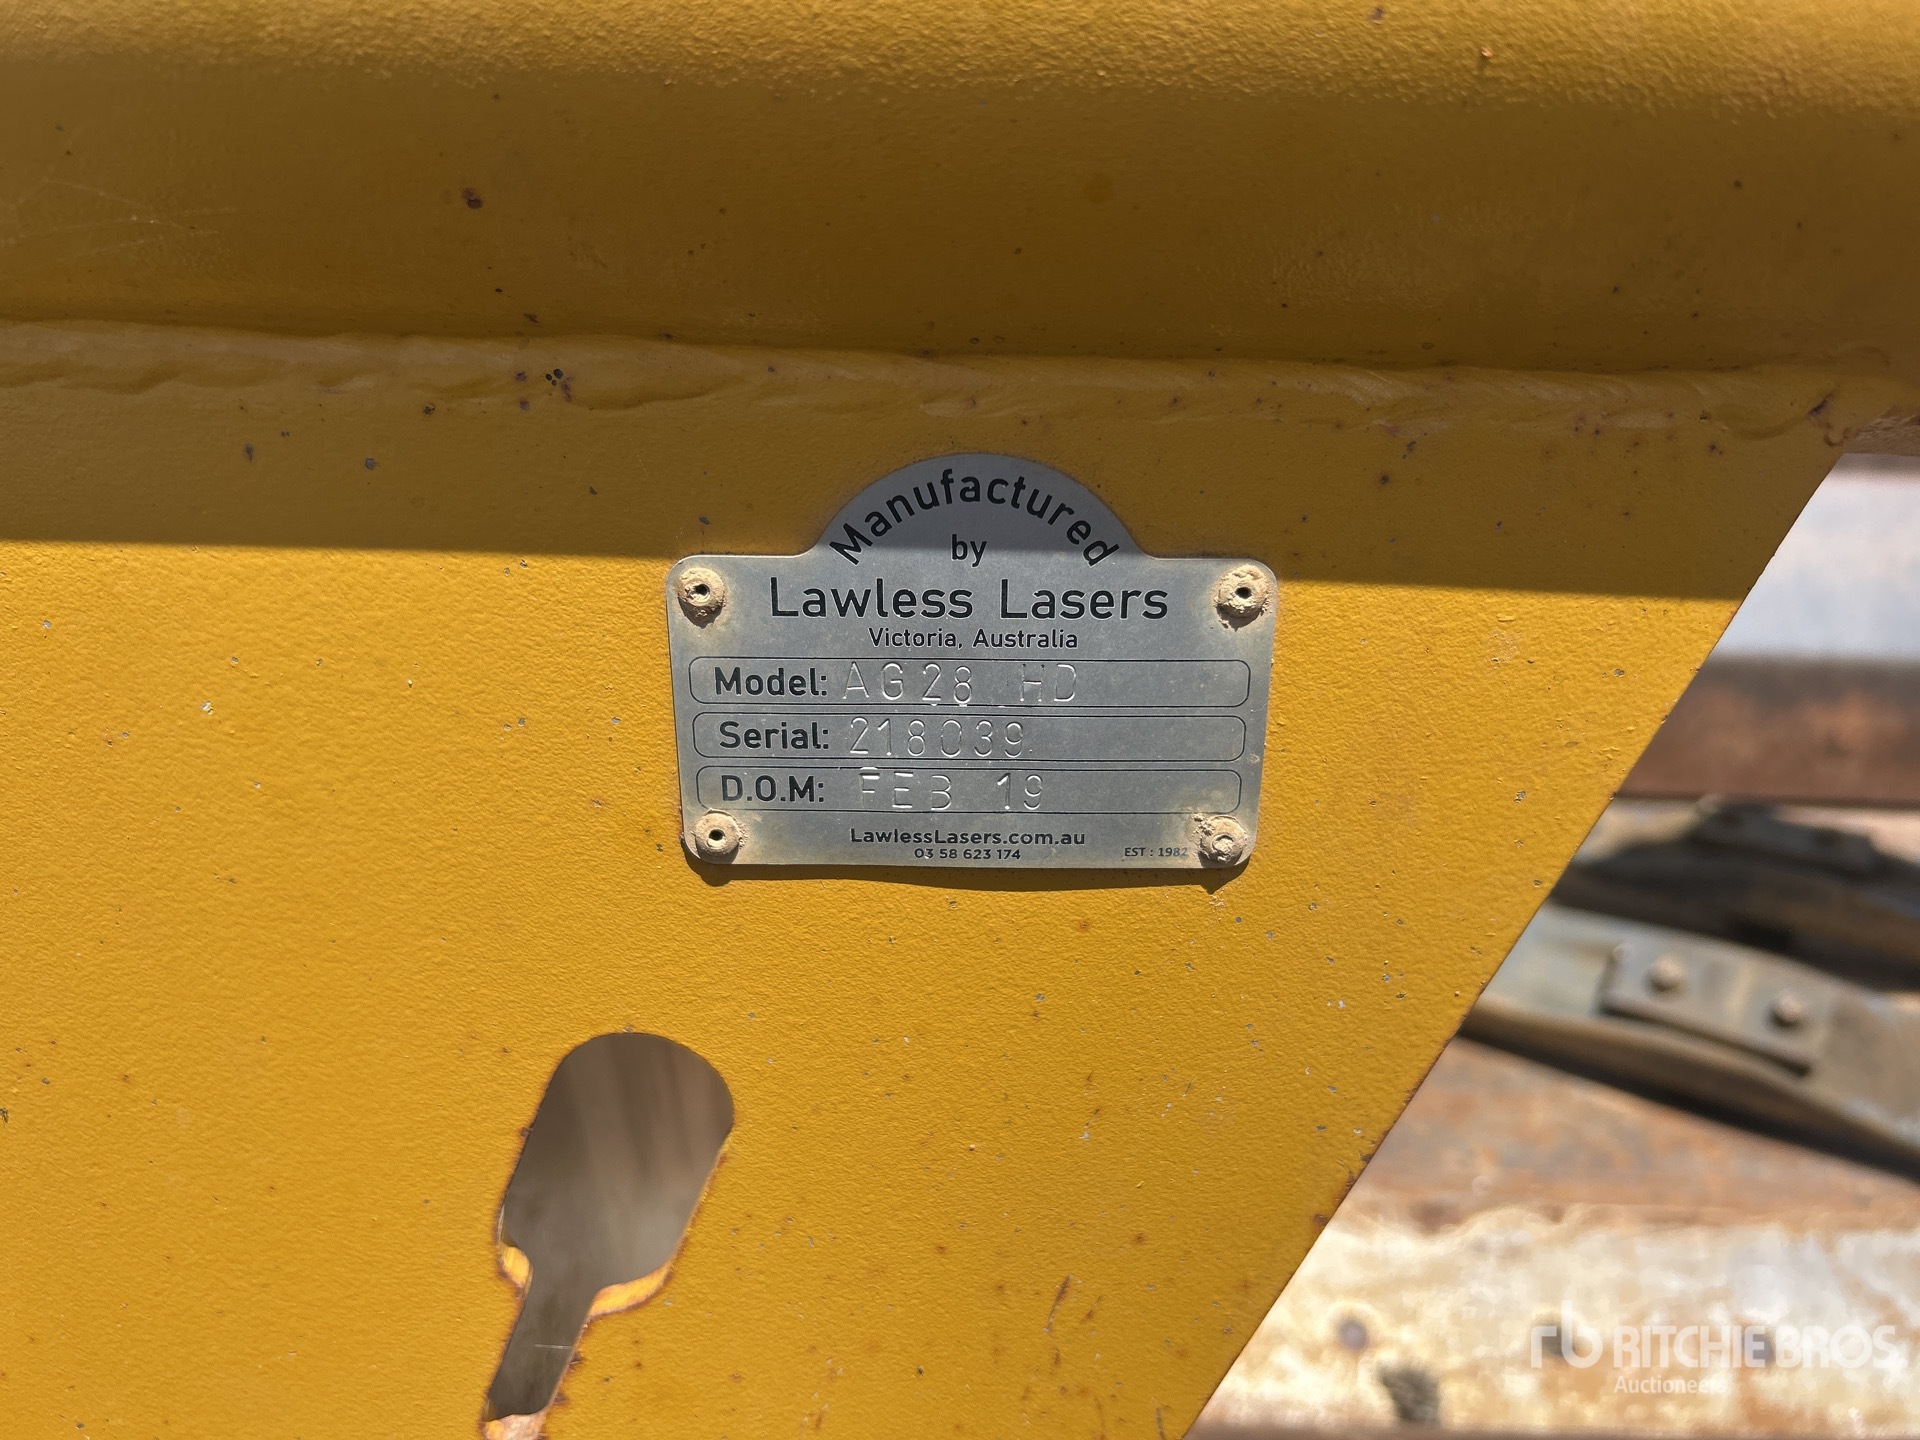 Manufactured
by
Lawless Lasers
Victoria, Australia
Model: AG28 HD
Serial: 218039
D.O.M: FEB 19
LawlessLasers.com.au
03 58 623 174
EST : 1982
rb RITCHIE BROS
Auctioneers